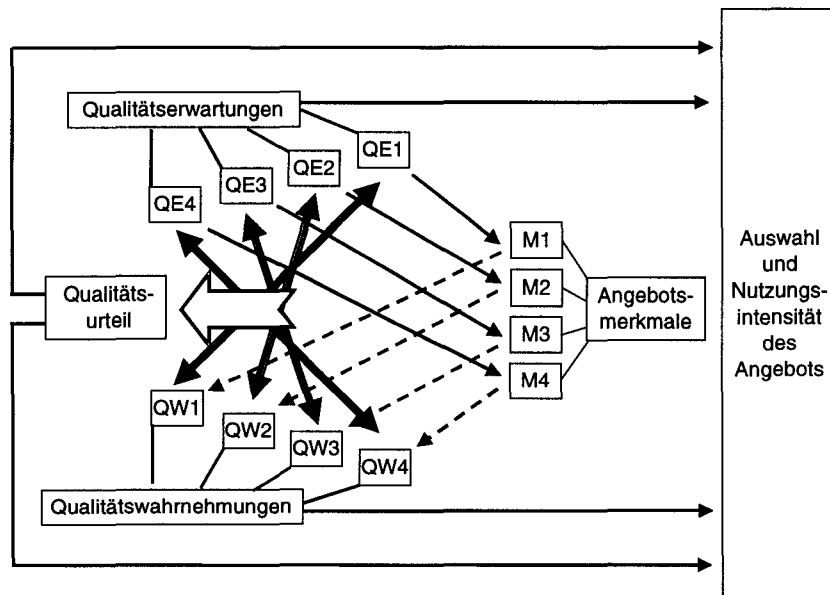 Qualitätserwartungen
QE1
QE2
QE3
QE4
M1
M2
M3
M4
Angebots-
merkmale
Auswahl
und
Nutzungs-
intensität
des
Angebots
Qualitäts-
urteil
QW1
QW2
QW3
QW4
Qualitätswahrnehmungen